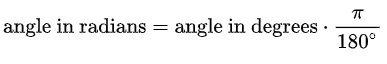 angle in radians = angle in degrees · π / 180°